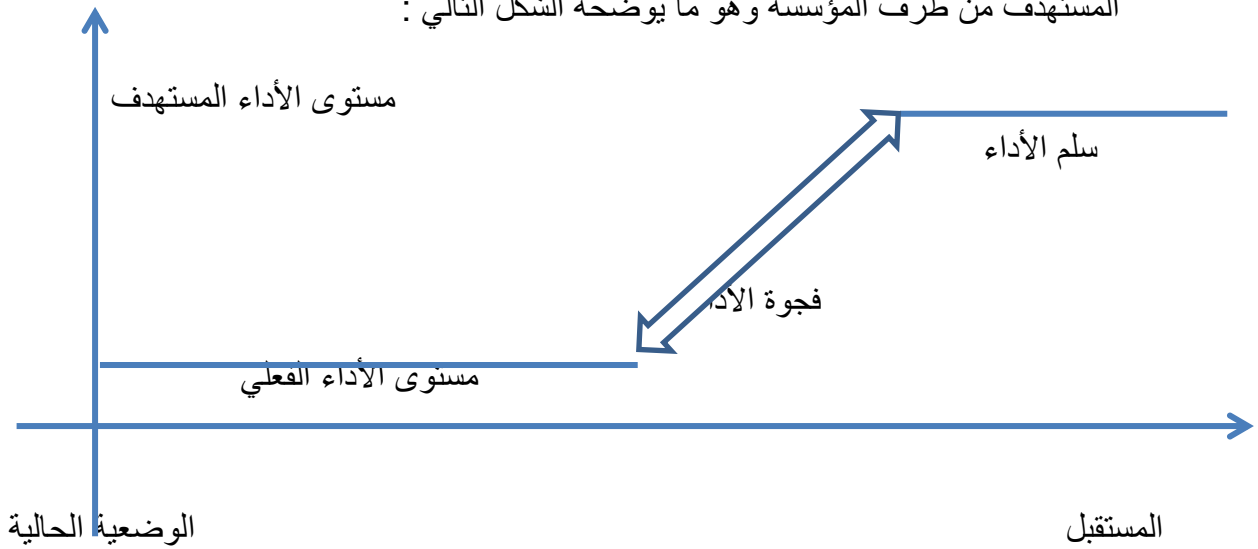 المستهدف من طرف المؤسسة وهو ما يوضحه الشكل التالي :
مستوى الأداء المستهدف
سلم الأداء
فجوة
مستوى الأداء الفعلي
المستقبل
الوضعية الحالية